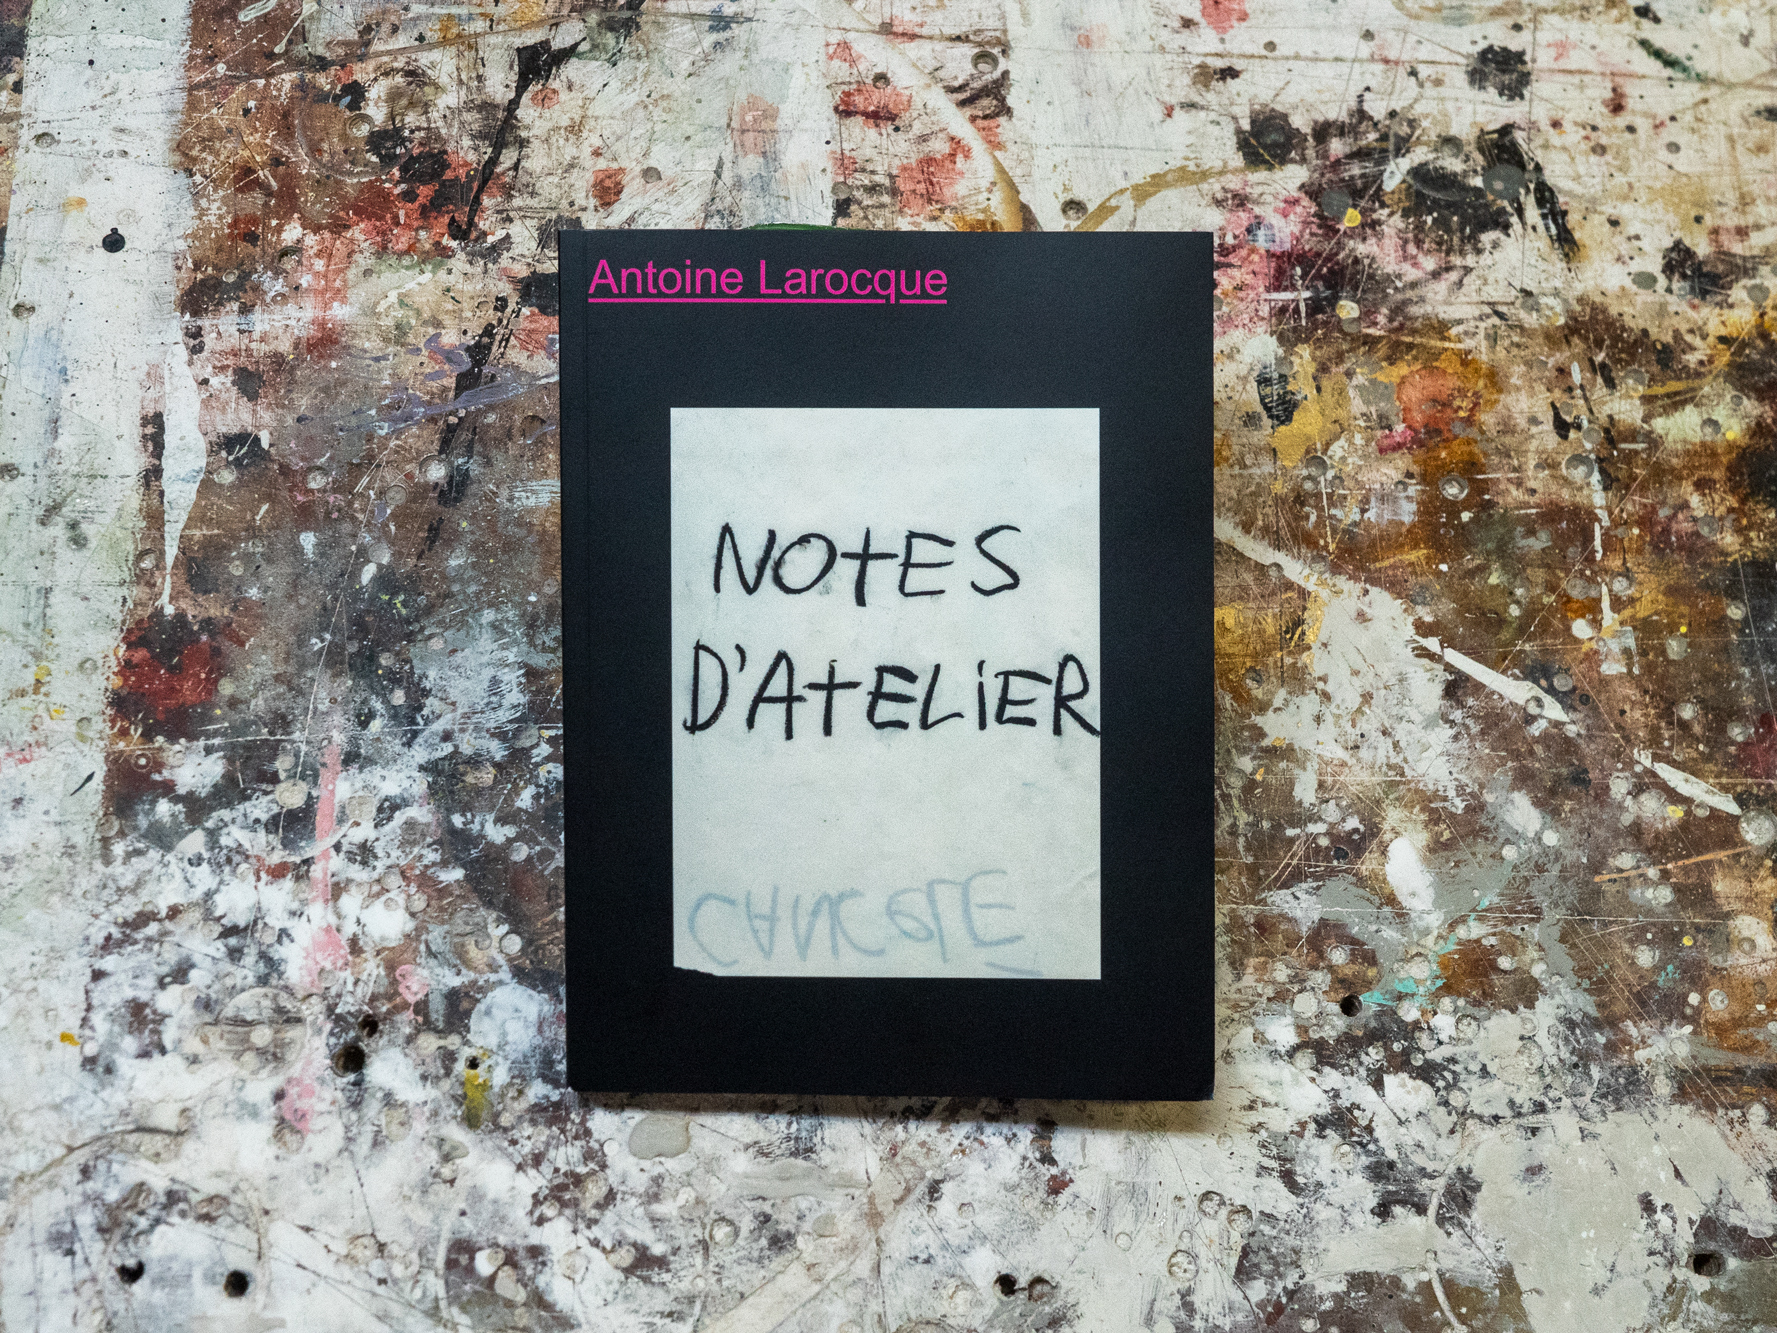 Antoine Larocque
NOTES
D'ATELIER